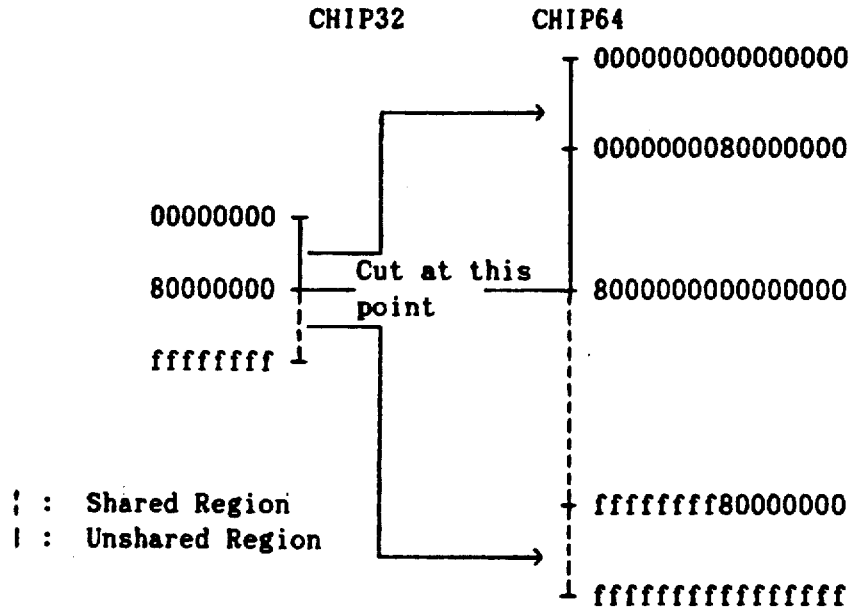 CHIP32 CHIP64
0000000000000000
0000000080000000
00000000
Cut at this
80000000 8000000000000000
point
ffffffff
¦ : Shared Region ffffffff80000000
| : Unshared Region
ffffffffffffffff